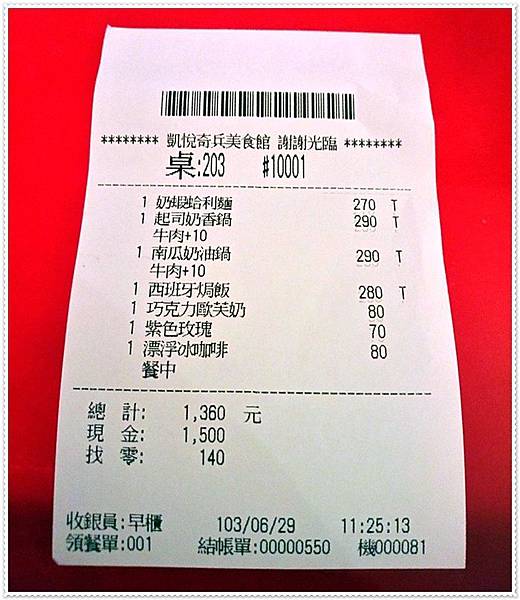 ******** 凱悅奇兵美食館 謝謝光臨 ********
桌:203 #10001
1 奶蝦蛤利麵 270 T
1 起司奶香鍋 290 T
牛肉+10
1 南瓜奶油鍋 290 T
牛肉+10
1 西班牙焗飯 280 T
1 巧克力歐芙奶 80
1 紫色玫瑰 70
1 漂浮冰咖啡 80
餐中
總 計: 1,360 元
現 金: 1,500
找 零: 140
收銀員:早櫃 103/06/29 11:25:13
領餐單:001 結帳單:00000550 機000081